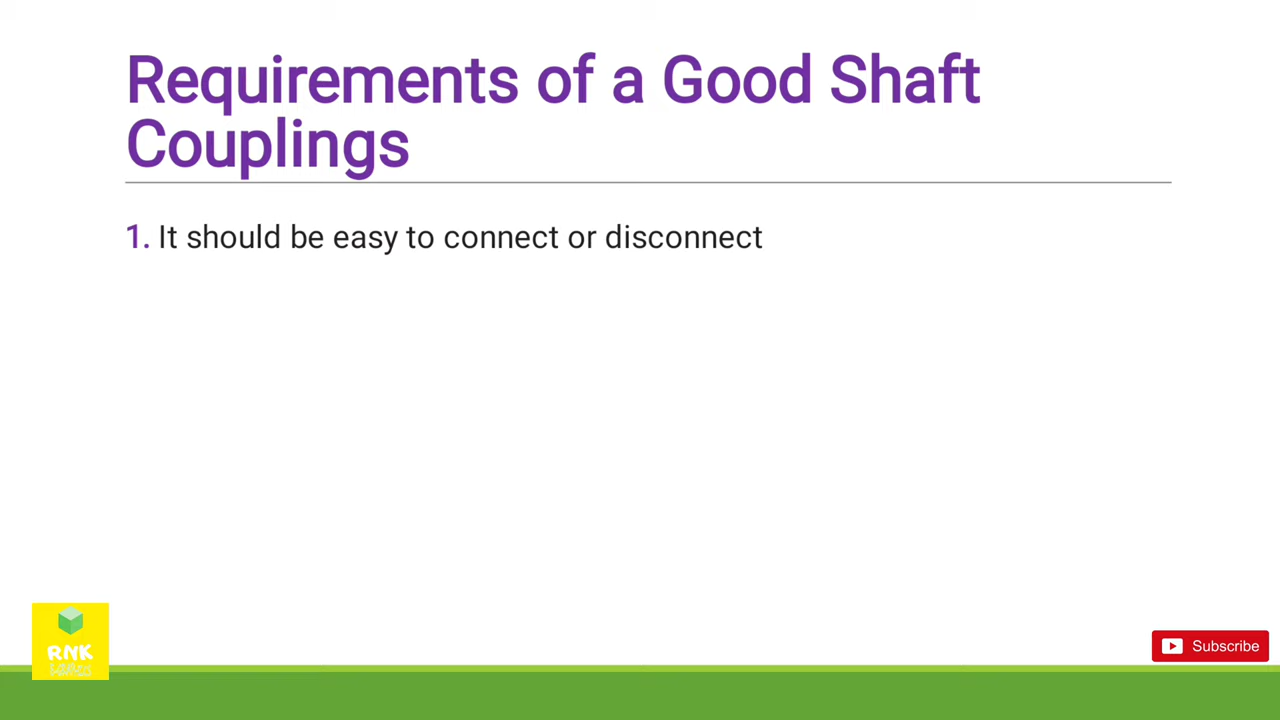 Requirements of a Good Shaft
Couplings
1. It should be easy to connect or disconnect
RNK
Subscribe